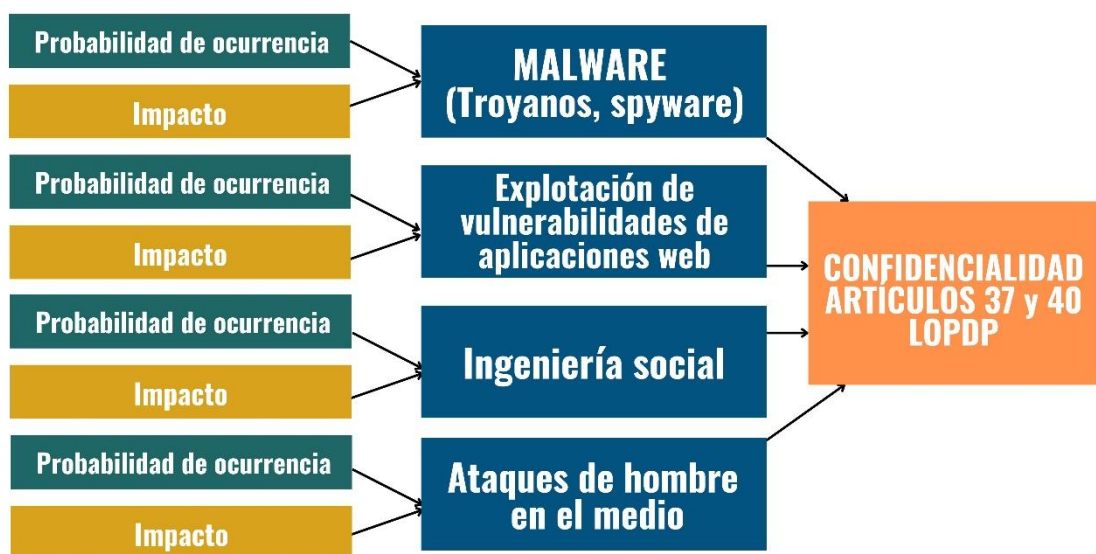 Probabilidad de ocurrencia
Impacto
MALWARE
(Troyanos, spyware)
Probabilidad de ocurrencia
Impacto
Explotación de
vulnerabilidades de
aplicaciones web
Probabilidad de ocurrencia
Impacto
Ingeniería social
Probabilidad de ocurrencia
Impacto
Ataques de hombre
en el medio
CONFIDENCIALIDAD
ARTÍCULOS 37 y 40
LOPDP